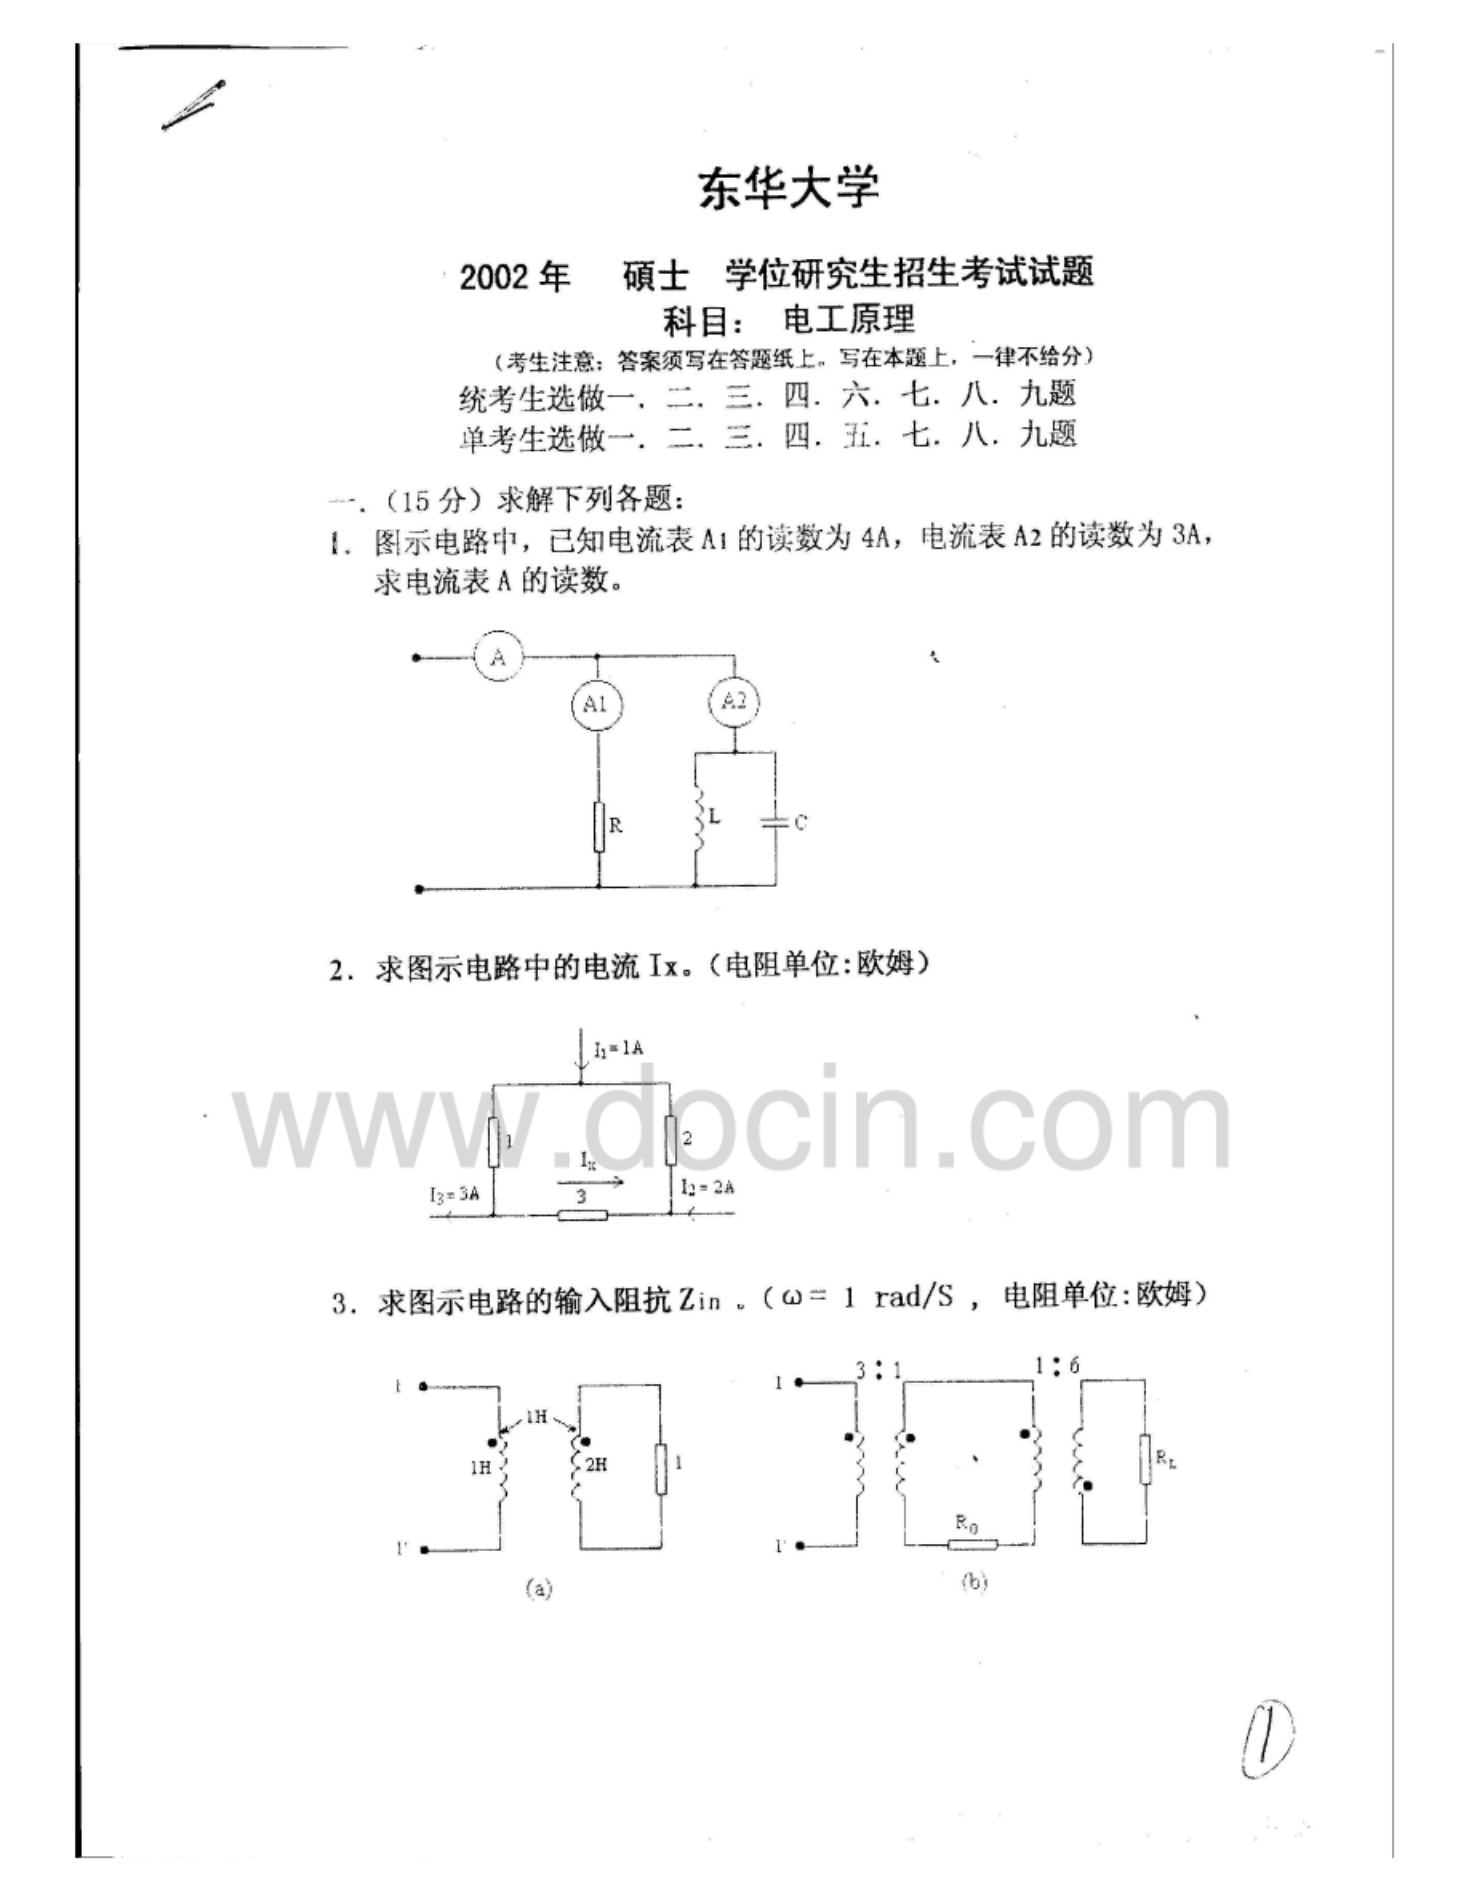 东华大学
2002年 碩士 学位研究生招生考试试题
科目： 电工原理
（考生注意：答案须写在答题纸上。写在本题上，一律不给分）
统考生选做一．二．三．四．六．七．八．九题
单考生选做一．二．三．四．五．七．八．九题
一．（15分）求解下列各题：
1．图示电路中，已知电流表A1的读数为4A，电流表A2的读数为3A，
求电流表A的读数。
A
A1
A2
R
L
C
2．求图示电路中的电流Ix。（电阻单位:欧姆）
I1=1A
1
2
Ix
I3=3A
3
I2=2A
www.docin.com
3．求图示电路的输入阻抗Zin。（ω= 1 rad/S ， 电阻单位:欧姆）
1
1H
1H
2H
1
1'
(a)
1
3:1
1:6
RL
R0
1'
(b)
1